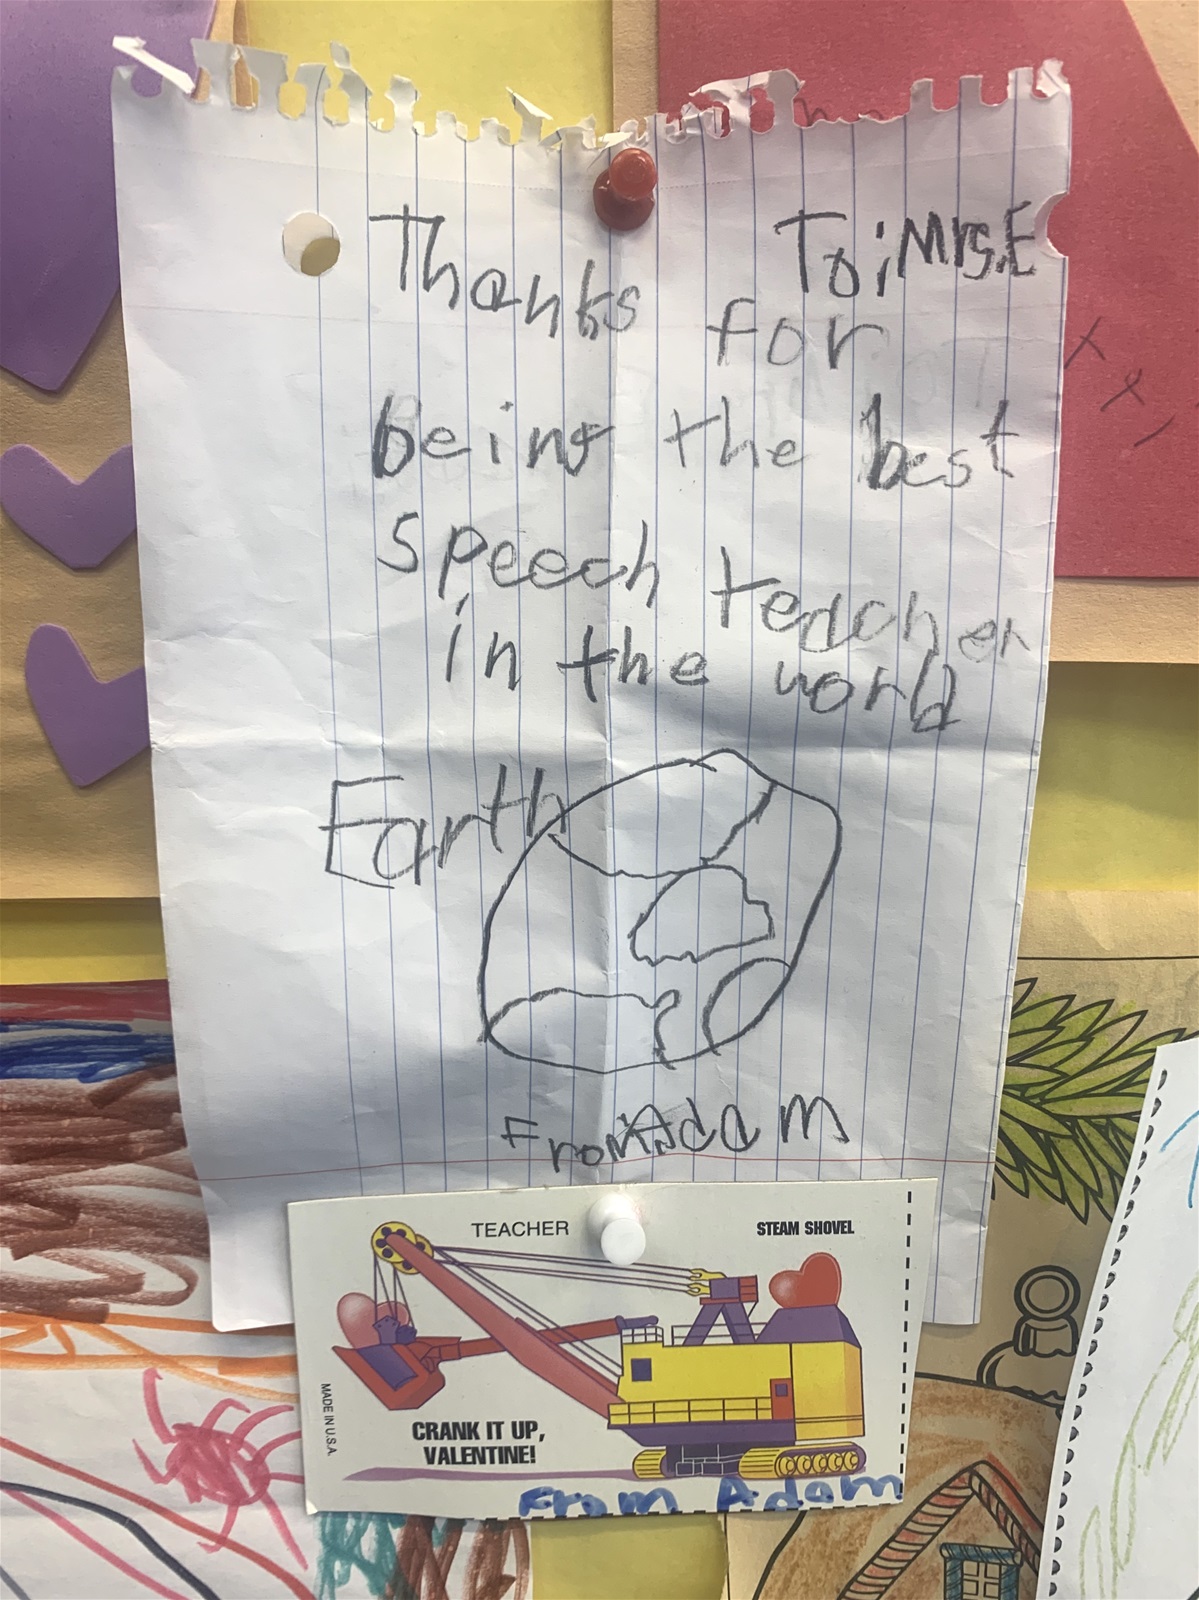 To: Mrs. E
Thanks for
being the best
speech teacher
in the world
Earth
From Adam
TEACHER
STEAM SHOVEL
MADE IN U.S.A.
CRANK IT UP,
VALENTINE!
From Adam